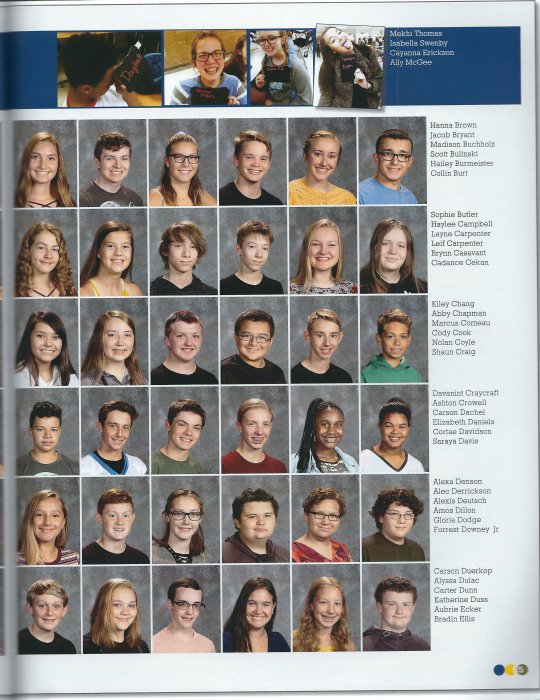 Mekhi Thomas
Isabella Swenby
Cayanna Erickson
Ally McGee
Hanna Brown
Jacob Bryant
Madison Buchholz
Scott Bulinski
Hailey Burmeister
Collin Burt
Sophie Butler
Haylee Campbell
Layne Carpenter
Leif Carpenter
Brynn Casavant
Cadance Cekan
Kiley Chang
Abby Chapman
Marcus Comeau
Cody Cook
Nolan Coyle
Shaun Craig
Davanint Craycraft
Ashton Crowell
Carson Dachel
Elizabeth Daniels
Cortae Davidson
Saraya Davis
Alexa Denson
Alec Derrickson
Alexis Deutsch
Amos Dillon
Gloris Dodge
Forrest Downey Jr
Carson Duerkop
Alyssa Dulac
Carter Dunn
Katherine Duss
Aubrie Ecker
Bradin Ellis